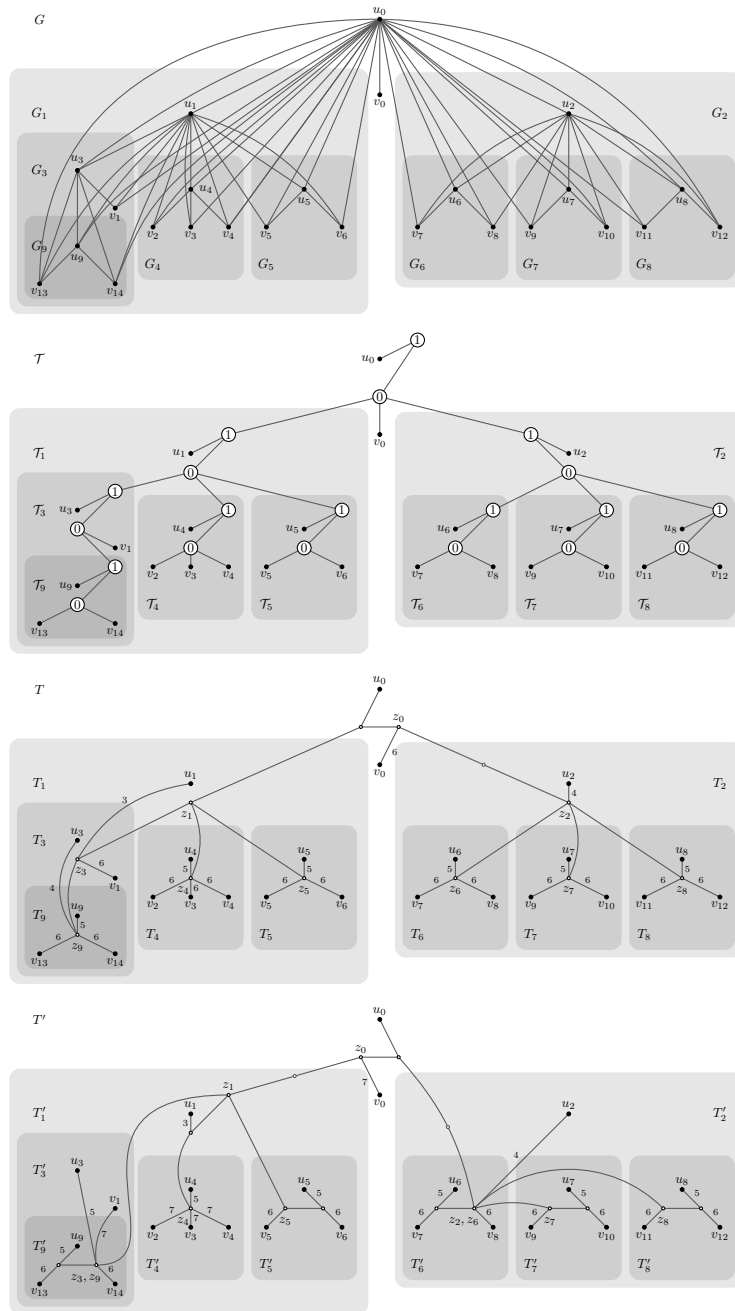 G
u₀
v₀
G₁
u₁
u₂
G₂
G₃
u₃
u₄
u₅
u₆
u₇
u₈
v₁
G₉
u₉
v₂
v₃
v₄
v₅
v₆
v₇
v₈
v₉
v₁₀
v₁₁
v₁₂
G₄
G₅
G₆
G₇
G₈
v₁₃
v₁₄
𝒯
u₀
1
0
v₀
𝒯₁
u₁
1
1
u₂
𝒯₂
0
0
𝒯₃
u₃
1
u₄
1
u₅
1
u₆
1
u₇
1
u₈
1
0
v₁
0
0
0
0
0
𝒯₉
u₉
1
v₂
v₃
v₄
v₅
v₆
v₇
v₈
v₉
v₁₀
v₁₁
v₁₂
0
𝒯₄
𝒯₅
𝒯₆
𝒯₇
𝒯₈
v₁₃
v₁₄
T
u₀
z₀
6
v₀
T₁
u₁
u₂
T₂
3
4
z₁
z₂
T₃
u₃
u₄
u₅
u₆
u₇
u₈
z₃
6
v₁
5
5
5
5
5
4
6
z₄
6
6
6
z₅
6
6
z₆
6
6
z₇
6
6
z₈
6
T₉
u₉
v₂
v₃
v₄
v₅
v₆
v₇
v₈
v₉
v₁₀
v₁₁
v₁₂
5
6
6
z₉
T₄
T₅
T₆
T₇
T₈
v₁₃
v₁₄
T′
u₀
z₀
7
v₀
z₁
T′₁
u₁
3
u₂
T′₂
4
T′₃
u₃
u₄
u₅
u₆
u₇
u₈
v₁
5
5
5
5
5
5
7
7
z₄
7
7
6
z₅
6
6
z₂, z₆
6
6
z₇
6
6
z₈
6
T′₉
u₉
v₂
v₃
v₄
v₅
v₆
v₇
v₈
v₉
v₁₀
v₁₁
v₁₂
5
6
z₃, z₉
6
T′₄
T′₅
T′₆
T′₇
T′₈
v₁₃
v₁₄